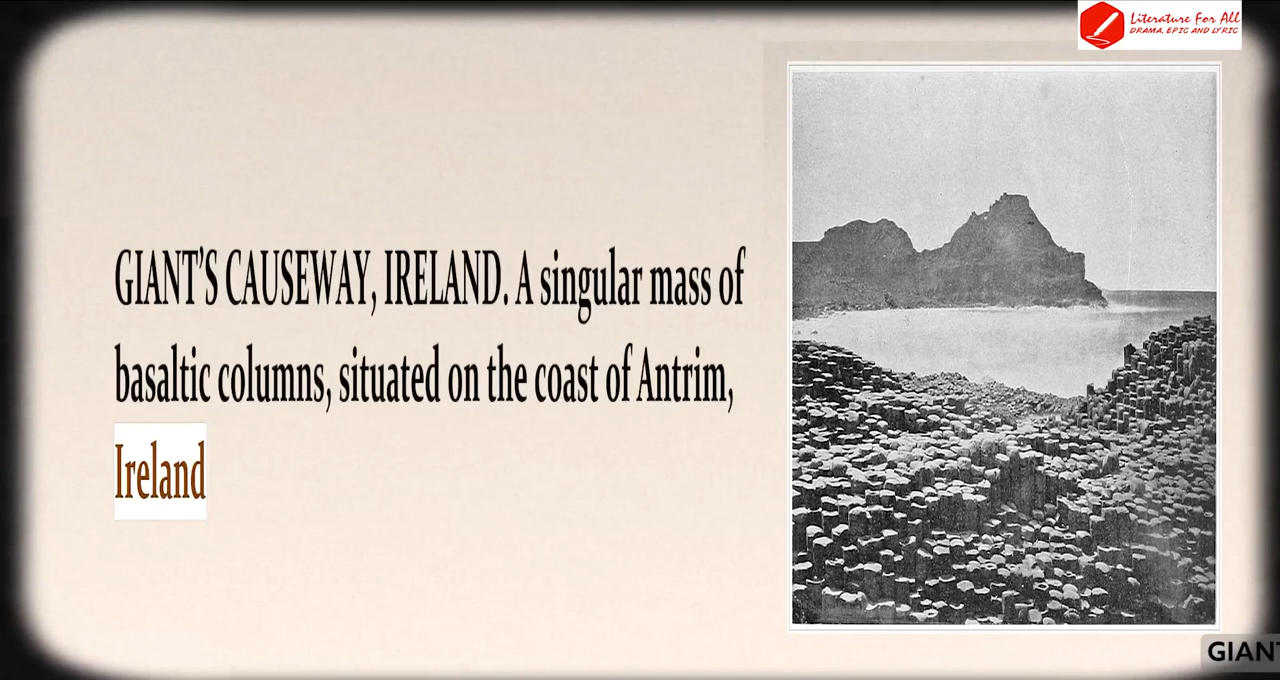 Literature For All
DRAMA, EPIC AND LYRIC
GIANT'S CAUSEWAY, IRELAND. A singular mass of
basaltic columns, situated on the coast of Antrim,
Ireland
GIANT